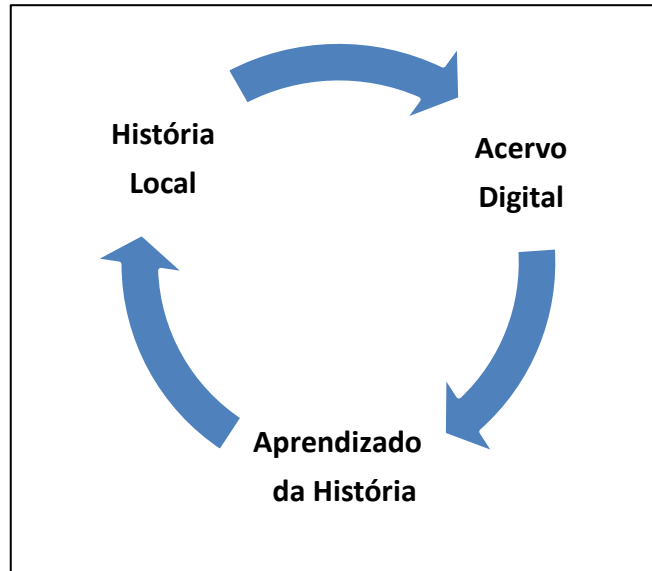 História
Local
Acervo
Digital
Aprendizado
da História